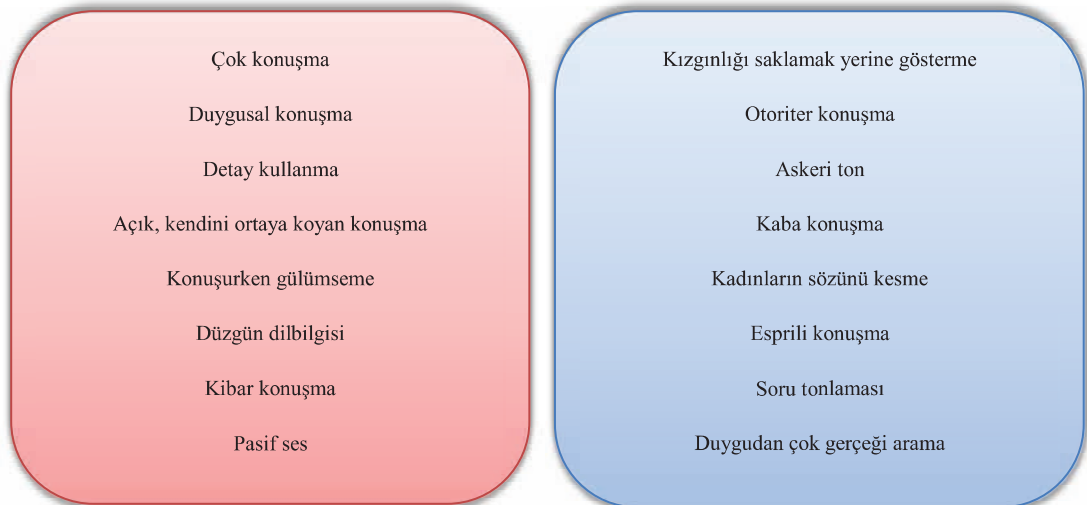 Çok konuşma
Duygusal konuşma
Detay kullanma
Açık, kendini ortaya koyan konuşma
Konuşurken gülümseme
Düzgün dilbilgisi
Kibar konuşma
Pasif ses
Kızgınlığı saklamak yerine gösterme
Otoriter konuşma
Askeri ton
Kaba konuşma
Kadınların sözünü kesme
Esprili konuşma
Soru tonlaması
Duygudan çok gerçeği arama